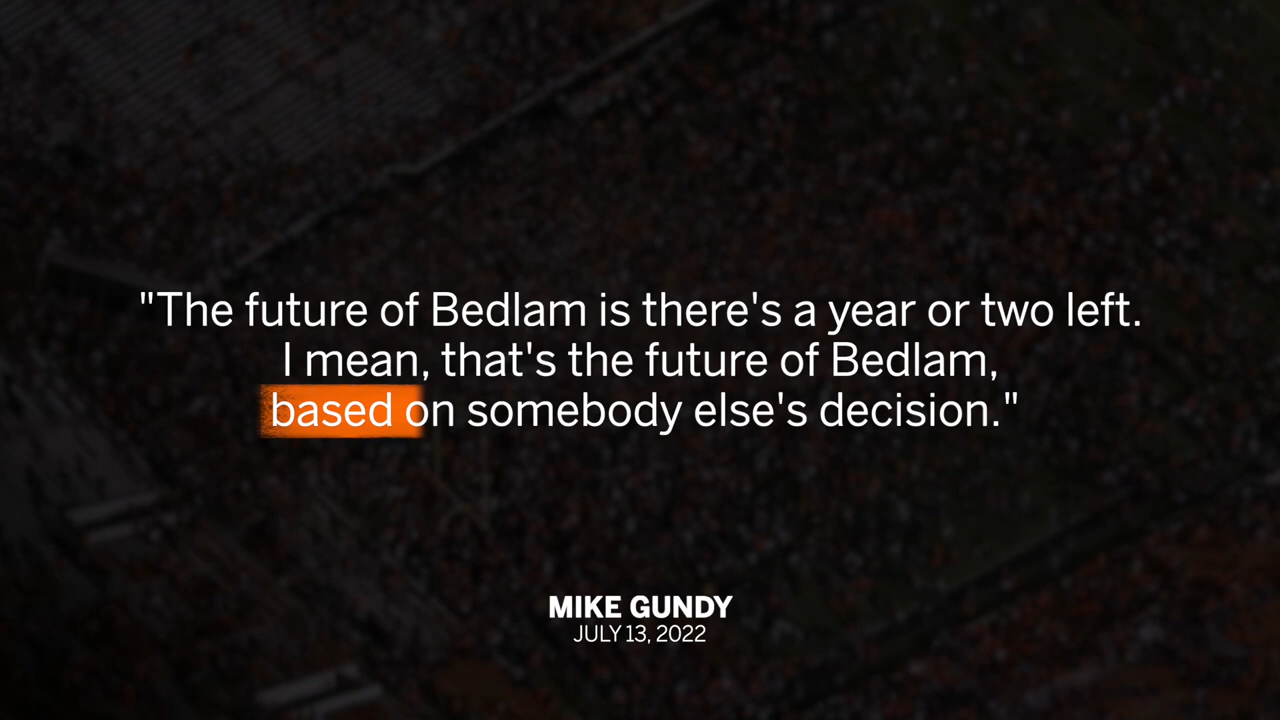 "The future of Bedlam is there's a year or two left.
I mean, that's the future of Bedlam,
based on somebody else's decision."
MIKE GUNDY
JULY 13, 2022